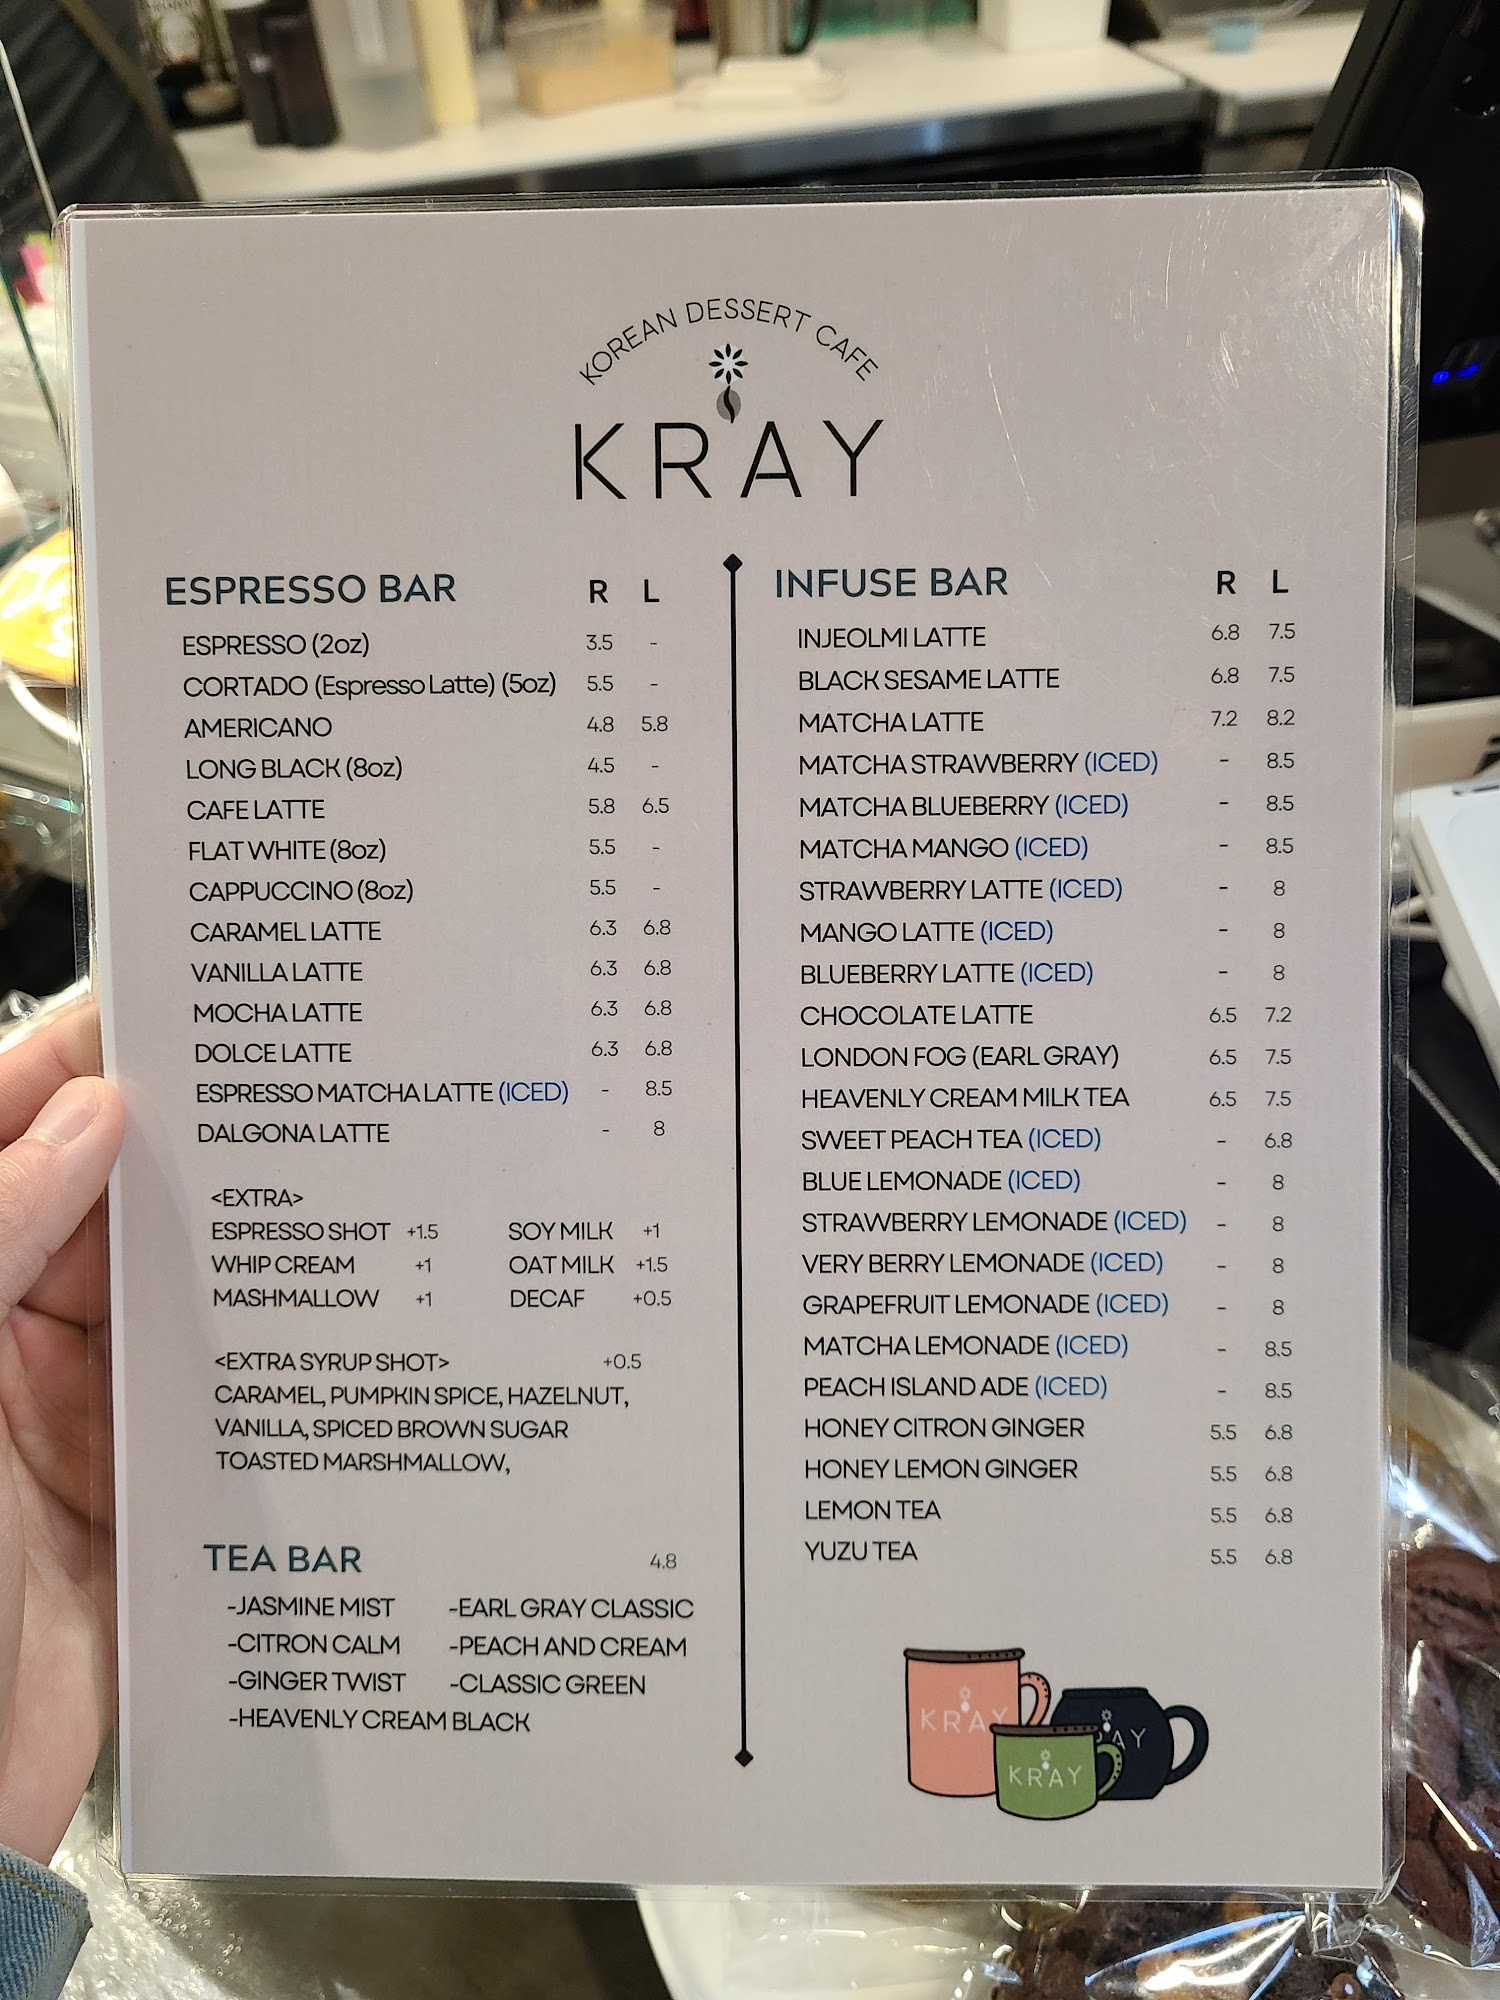 KOREAN DESSERT CAFE
KRAY
ESPRESSO BAR R L
ESPRESSO (2oz) 3.5 -
CORTADO (Espresso Latte) (5oz) 5.5 -
AMERICANO 4.8 5.8
LONG BLACK (8oz) 4.5 -
CAFE LATTE 5.8 6.5
FLAT WHITE (8oz) 5.5 -
CAPPUCCINO (8oz) 5.5 -
CARAMEL LATTE 6.3 6.8
VANILLA LATTE 6.3 6.8
MOCHA LATTE 6.3 6.8
DOLCE LATTE 6.3 6.8
ESPRESSO MATCHA LATTE (ICED) - 8.5
DALGONA LATTE - 8
<EXTRA>
ESPRESSO SHOT +1.5 SOY MILK +1
WHIP CREAM +1 OAT MILK +1.5
MASHMALLOW +1 DECAF +0.5
<EXTRA SYRUP SHOT> +0.5
CARAMEL, PUMPKIN SPICE, HAZELNUT,
VANILLA, SPICED BROWN SUGAR
TOASTED MARSHMALLOW,
TEA BAR 4.8
-JASMINE MIST -EARL GRAY CLASSIC
-CITRON CALM -PEACH AND CREAM
-GINGER TWIST -CLASSIC GREEN
-HEAVENLY CREAM BLACK
INFUSE BAR R L
INJEOLMI LATTE 6.8 7.5
BLACK SESAME LATTE 6.8 7.5
MATCHA LATTE 7.2 8.2
MATCHA STRAWBERRY (ICED) - 8.5
MATCHA BLUEBERRY (ICED) - 8.5
MATCHA MANGO (ICED) - 8.5
STRAWBERRY LATTE (ICED) - 8
MANGO LATTE (ICED) - 8
BLUEBERRY LATTE (ICED) - 8
CHOCOLATE LATTE 6.5 7.2
LONDON FOG (EARL GRAY) 6.5 7.5
HEAVENLY CREAM MILK TEA 6.5 7.5
SWEET PEACH TEA (ICED) - 6.8
BLUE LEMONADE (ICED) - 8
STRAWBERRY LEMONADE (ICED) - 8
VERY BERRY LEMONADE (ICED) - 8
GRAPEFRUIT LEMONADE (ICED) - 8
MATCHA LEMONADE (ICED) - 8.5
PEACH ISLAND ADE (ICED) - 8.5
HONEY CITRON GINGER 5.5 6.8
HONEY LEMON GINGER 5.5 6.8
LEMON TEA 5.5 6.8
YUZU TEA 5.5 6.8
KRAY
KRAY
KRAY